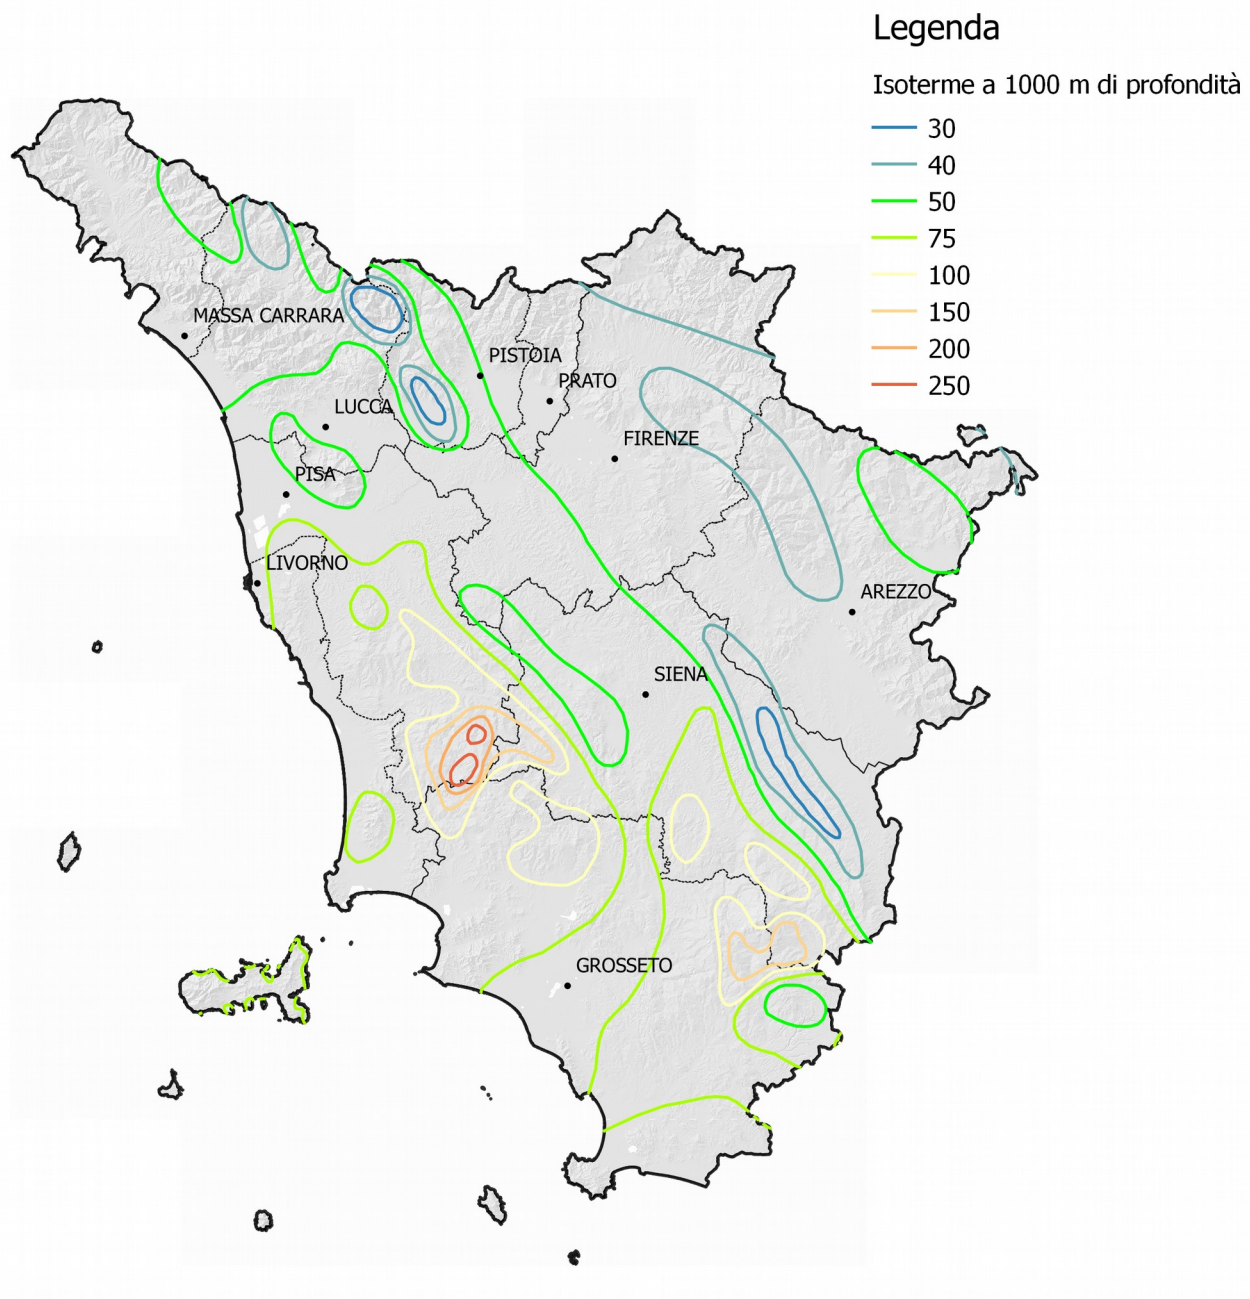 Legenda
Isoterme a 1000 m di profondità
30
40
50
75
100
150
200
250
MASSA CARRARA
PISTOIA
PRATO
LUCCA
FIRENZE
PISA
LIVORNO
AREZZO
SIENA
GROSSETO